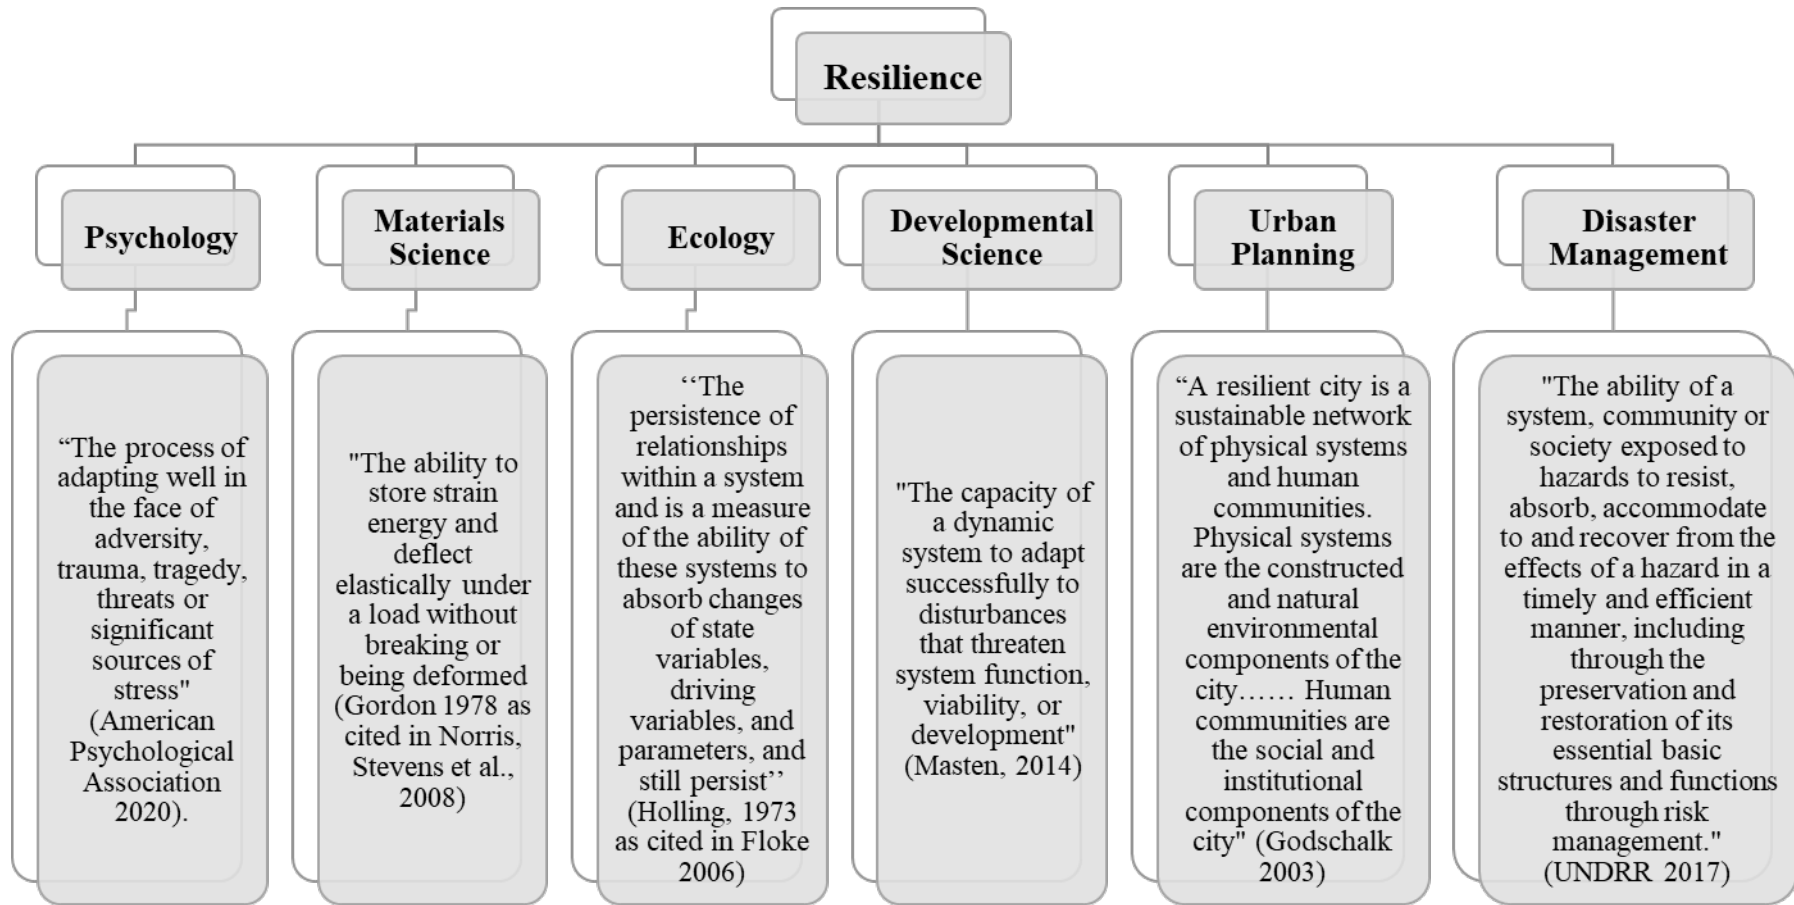 Resilience
Psychology
“The process of
adapting well in
the face of
adversity,
trauma, tragedy,
threats or
significant
sources of
stress"
(American
Psychological
Association
2020).
Materials
Science
"The ability to
store strain
energy and
deflect
elastically under
a load without
breaking or
being deformed
(Gordon 1978 as
cited in Norris,
Stevens et al.,
2008)
Ecology
‘‘The
persistence of
relationships
within a system
and is a measure
of the ability of
these systems to
absorb changes
of state
variables,
driving
variables, and
parameters, and
still persist’’
(Holling, 1973
as cited in Floke
2006)
Developmental
Science
"The capacity of
a dynamic
system to adapt
successfully to
disturbances
that threaten
system function,
viability, or
development"
(Masten, 2014)
Urban
Planning
“A resilient city is a
sustainable network
of physical systems
and human
communities.
Physical systems
are the constructed
and natural
environmental
components of the
city…… Human
communities are
the social and
institutional
components of the
city" (Godschalk
2003)
Disaster
Management
"The ability of a
system, community or
society exposed to
hazards to resist,
absorb, accommodate
to and recover from the
effects of a hazard in a
timely and efficient
manner, including
through the
preservation and
restoration of its
essential basic
structures and functions
through risk
management."
(UNDRR 2017)